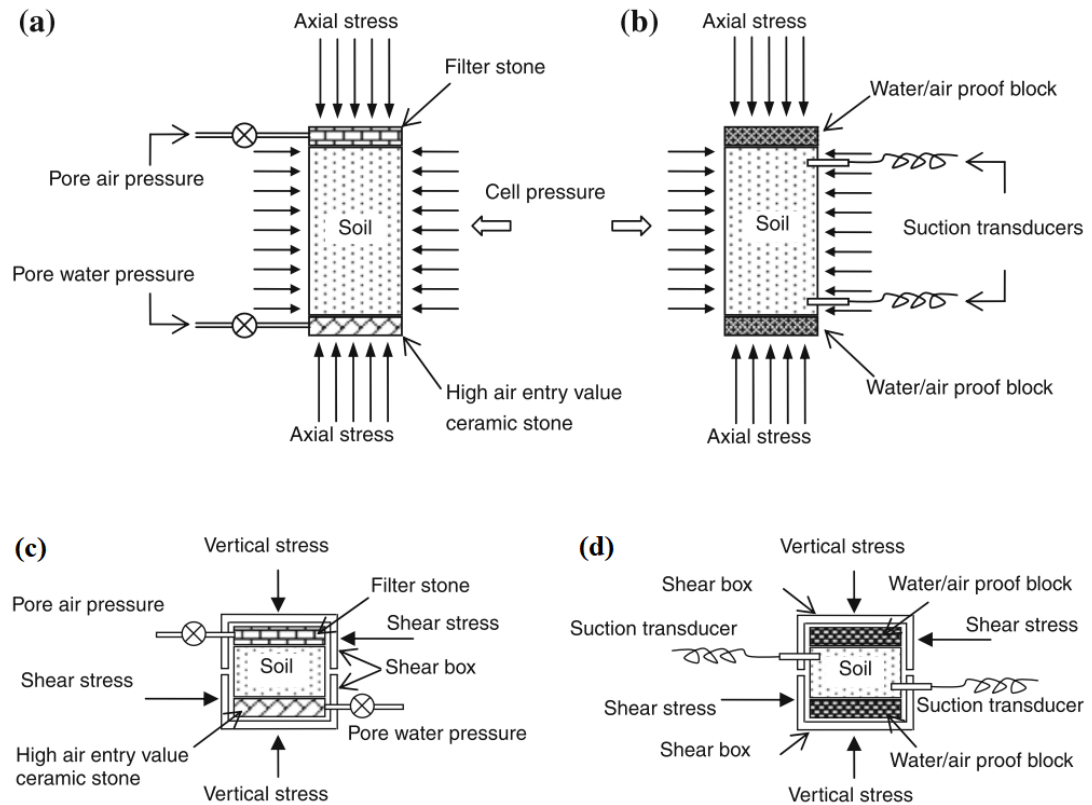 (a)
Axial stress
Filter stone
Pore air pressure
Soil
Cell pressure
Pore water pressure
High air entry value
ceramic stone
Axial stress
(b)
Axial stress
Water/air proof block
Soil
Suction transducers
Water/air proof block
Axial stress
(c)
Vertical stress
Filter stone
Pore air pressure
Shear stress
Soil
Shear box
Shear stress
Pore water pressure
High air entry value
ceramic stone
Vertical stress
(d)
Vertical stress
Shear box
Water/air proof block
Suction transducer
Shear stress
Soil
Shear stress
Suction transducer
Shear box
Water/air proof block
Vertical stress